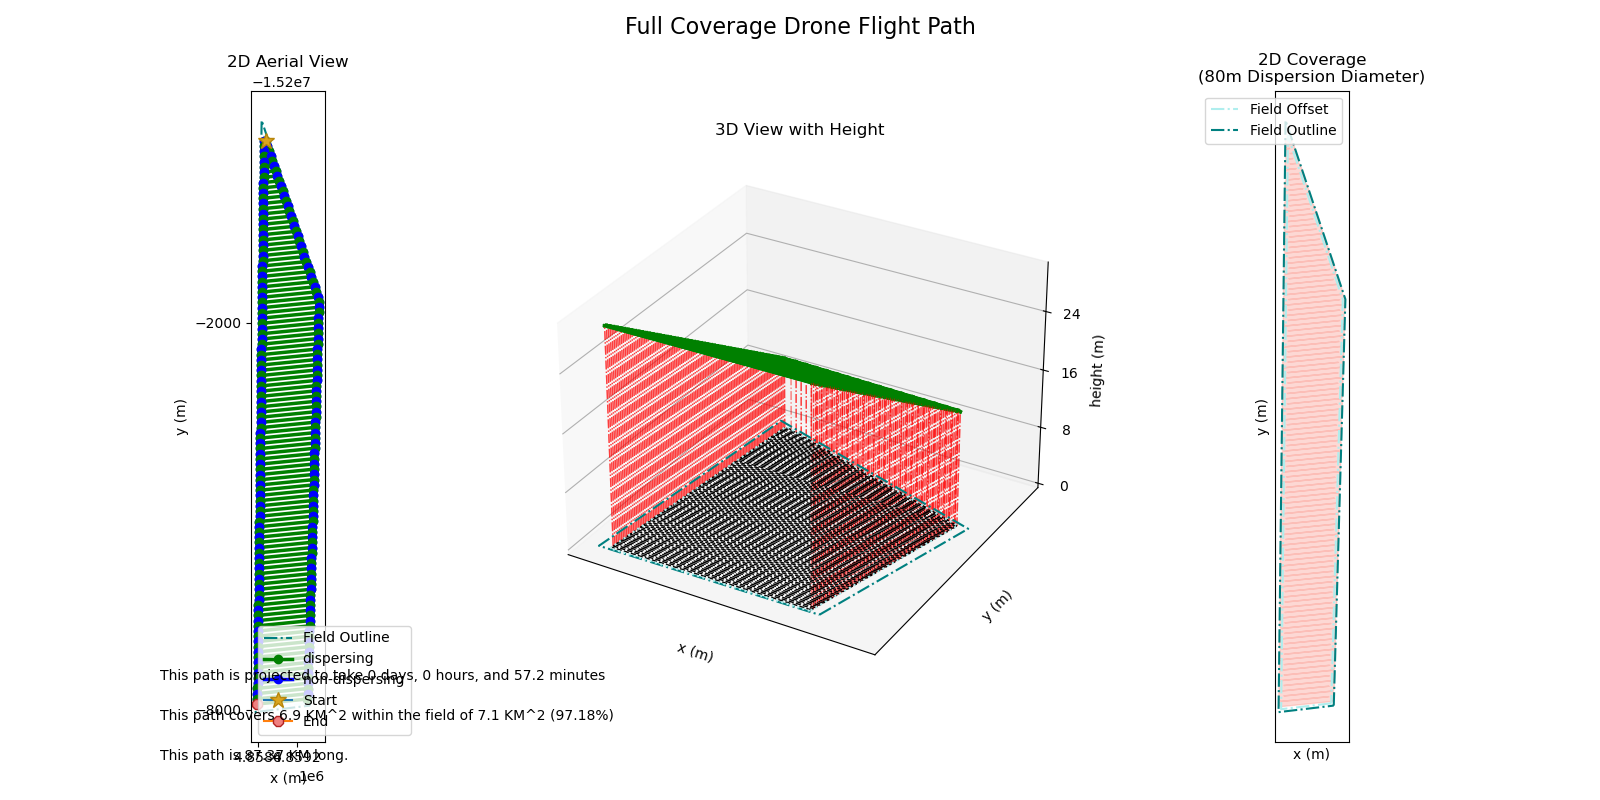 Full Coverage Drone Flight Path
2D Aerial View
−1.52e7
−2000
−8000
y (m)
x (m)
1e6
Field Outline
dispersing
non-dispersing
Start
End
This path is projected to take 0 days, 0 hours, and 57.2 minutes
This path covers 6.9 KM^2 within the field of 7.1 KM^2 (97.18%)
This path is 87.37 KM long.
3D View with Height
24
16
8
0
height (m)
x (m)
y (m)
2D Coverage
(80m Dispersion Diameter)
Field Offset
Field Outline
y (m)
x (m)